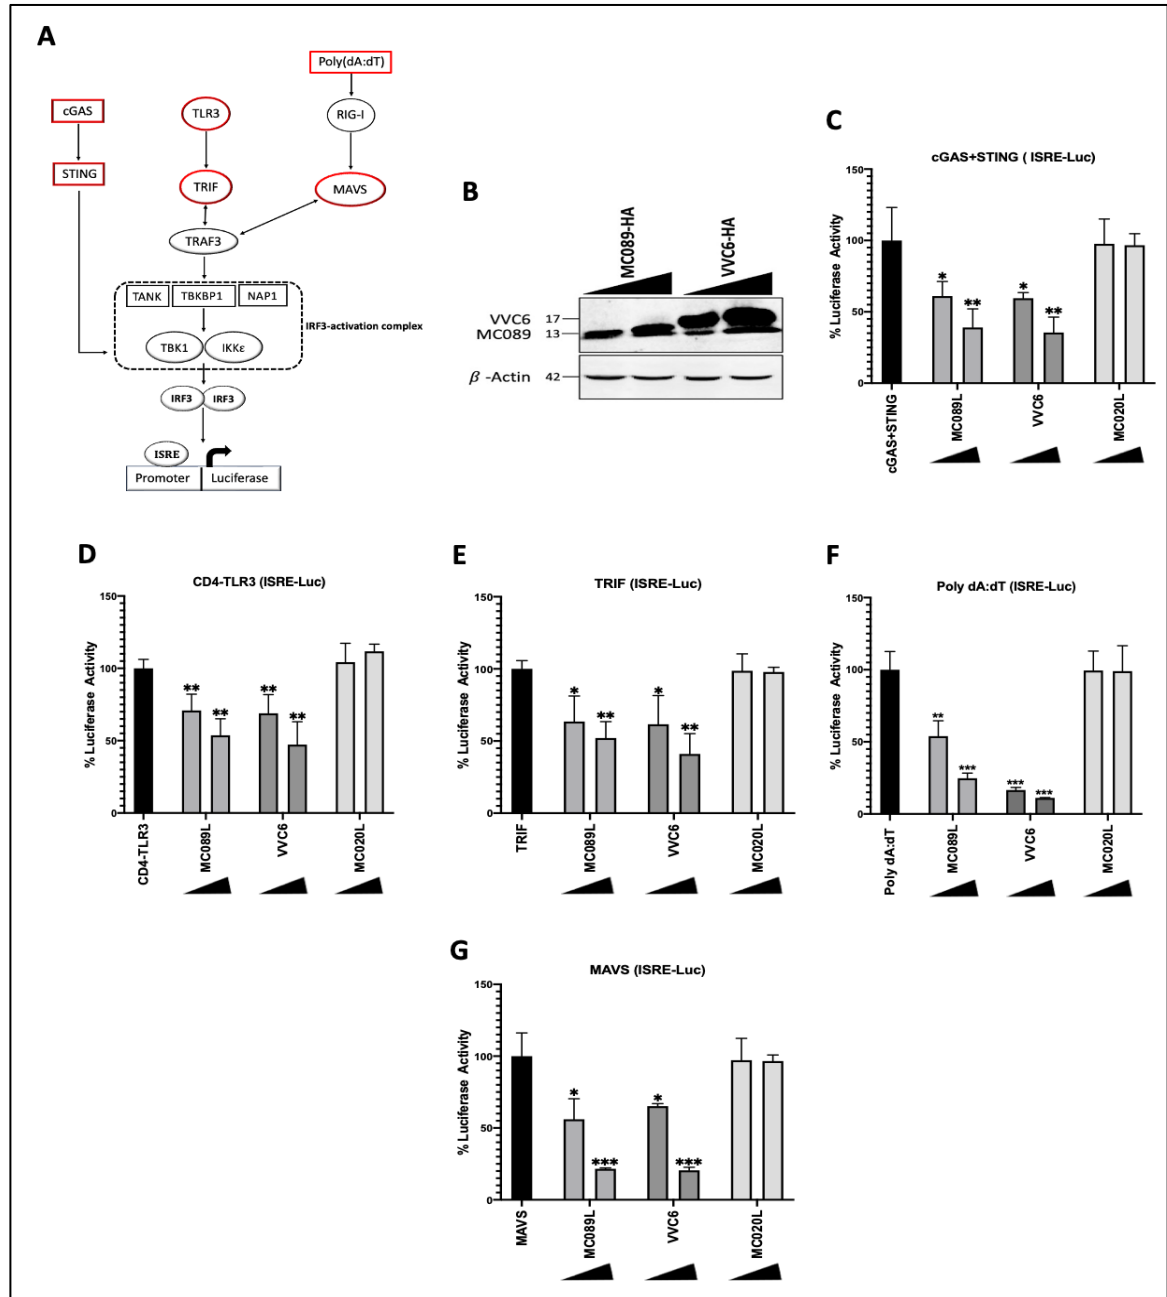 A
Poly(dA:dT)
cGAS
TLR3
RIG-I
STING
TRIF
MAVS
TRAF3
TANK
TBKBP1
NAP1
IRF3-activation complex
TBK1
IKKε
IRF3
IRF3
ISRE
Promoter
Luciferase
B
MC089-HA
VVC6-HA
VVC6
17
MC089
13
β -Actin
42
C
cGAS+STING ( ISRE-Luc)
% Luciferase Activity
150
100
50
0
*
**
*
**
cGAS+STING
MC089L
VVC6
MC020L
D
CD4-TLR3 (ISRE-Luc)
% Luciferase Activity
150
100
50
0
**
**
**
**
CD4-TLR3
MC089L
VVC6
MC020L
E
TRIF (ISRE-Luc)
% Luciferase Activity
150
100
50
0
*
**
*
**
TRIF
MC089L
VVC6
MC020L
F
Poly dA:dT (ISRE-Luc)
% Luciferase Activity
150
100
50
0
**
***
***
***
Poly dA:dT
MC089L
VVC6
MC020L
G
MAVS (ISRE-Luc)
% Luciferase Activity
150
100
50
0
*
***
*
***
MAVS
MC089L
VVC6
MC020L